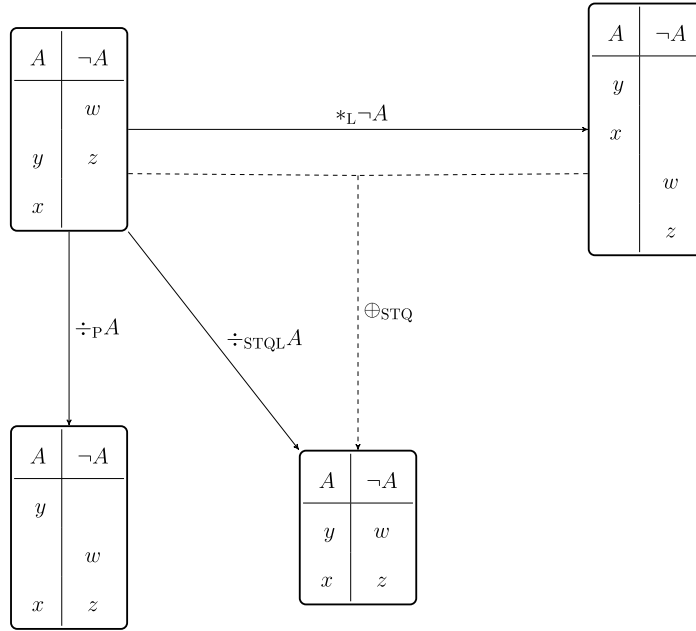 A ¬A
w
y z
x
∗L¬A
A ¬A
y
x
w
z
⊕STQ
÷PA
÷STQLA
A ¬A
y
w
x z
A ¬A
y w
x z